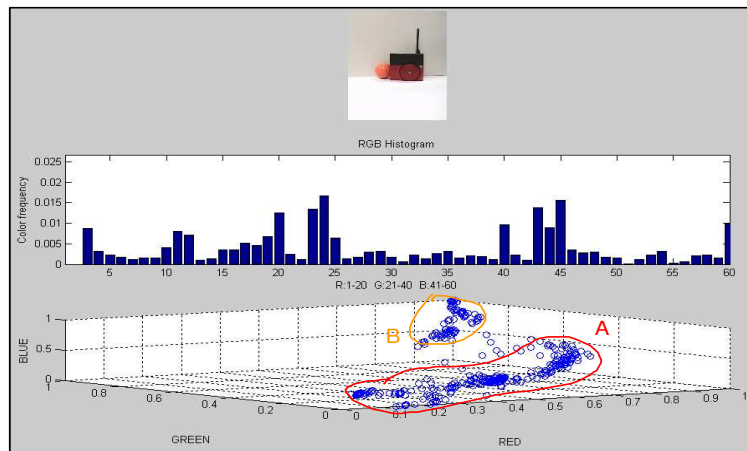 RGB Histogram
Color frequency
0.025
0.02
0.015
0.01
0.005
0
5 10 15 20 25 30 35 40 45 50 55 60
R:1-20 G:21-40 B:41-60
BLUE
1
0.5
0
B
A
1 0.8 0.6 0.4 0.2 0
0 0.1 0.2 0.3 0.4 0.5 0.6 0.7 0.8 0.9 1
GREEN
RED